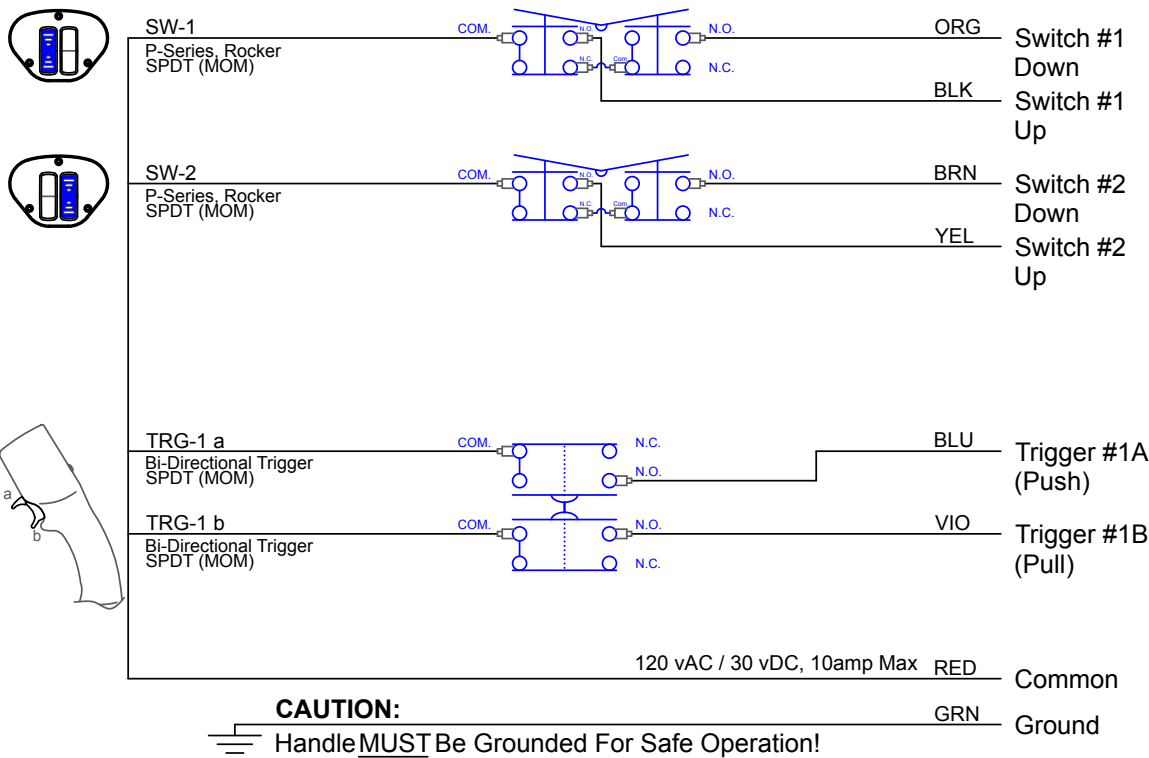 SW-1
P-Series, Rocker
SPDT (MOM)
COM.
N.O.
N.C.
Com.
N.O.
N.C.
ORG
Switch #1
Down
BLK
Switch #1
Up
SW-2
P-Series, Rocker
SPDT (MOM)
COM.
N.O.
N.C.
Com.
N.O.
N.C.
BRN
Switch #2
Down
YEL
Switch #2
Up
a
b
TRG-1 a
Bi-Directional Trigger
SPDT (MOM)
COM.
N.C.
N.O.
BLU
Trigger #1A
(Push)
TRG-1 b
Bi-Directional Trigger
SPDT (MOM)
COM.
N.O.
N.C.
VIO
Trigger #1B
(Pull)
120 vAC / 30 vDC, 10amp Max
RED
Common
CAUTION:
Handle MUST Be Grounded For Safe Operation!
GRN
Ground